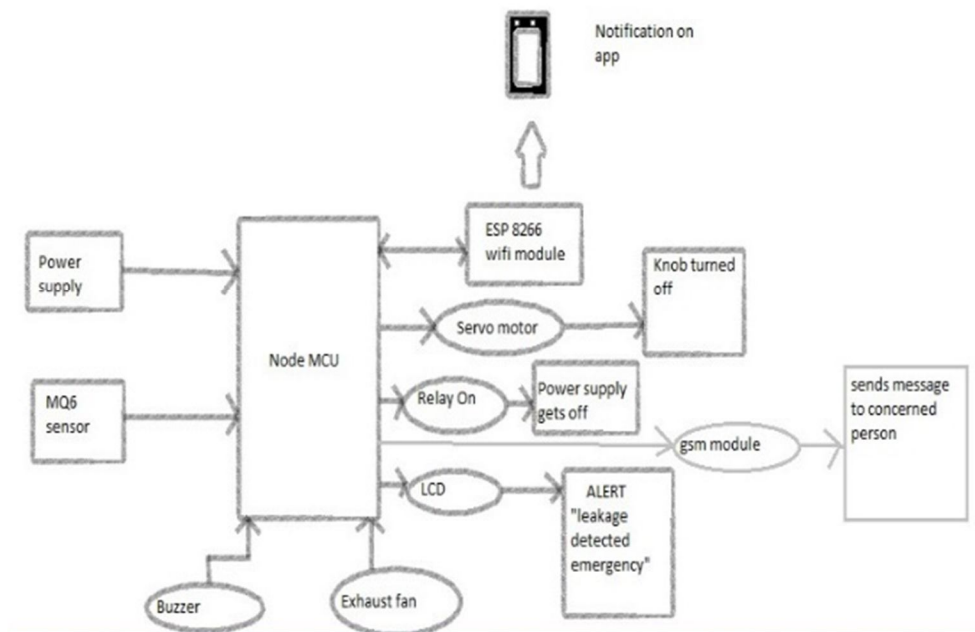 Notification on
app
ESP 8266
wifi module
Power
supply
Knob turned
off
Servo motor
Node MCU
MQ6
sensor
Relay On
Power supply
gets off
sends message
to concerned
person
gsm module
LCD
ALERT
"leakage
detected
emergency"
Buzzer
Exhaust fan